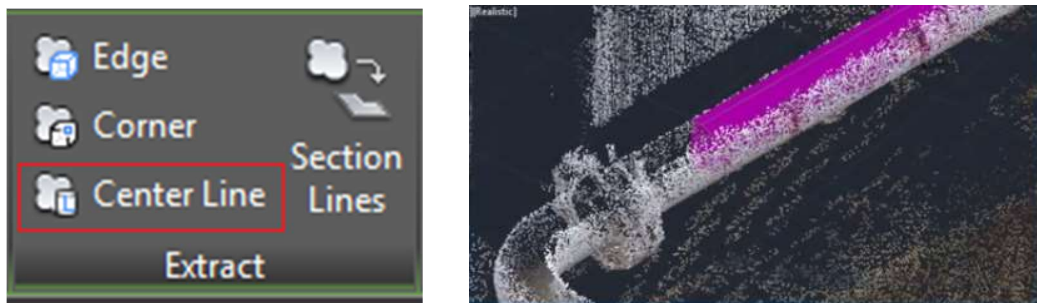 Edge
Corner
Center Line
Section
Lines
Extract
[Realistic]